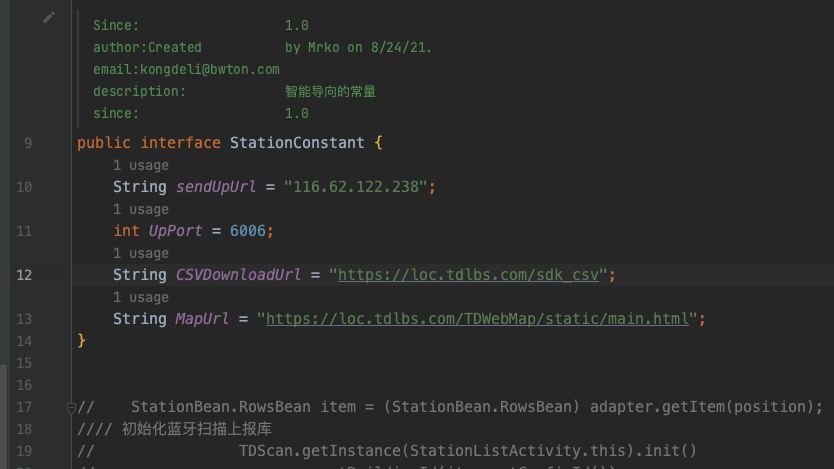 Since: 1.0
author:Created by Mrko on 8/24/21.
email:kongdeli@bwton.com
description: 智能导向的常量
since: 1.0
9 public interface StationConstant {
1 usage
10 String sendUpUrl = "116.62.122.238";
1 usage
11 int UpPort = 6006;
1 usage
12 String CSVDownloadUrl = "https://loc.tdlbs.com/sdk_csv";
1 usage
13 String MapUrl = "https://loc.tdlbs.com/TDWebMap/static/main.html";
14 }
15
16
17 // StationBean.RowsBean item = (StationBean.RowsBean) adapter.getItem(position);
18 //// 初始化蓝牙扫描上报库
19 // TDScan.getInstance(StationListActivity.this).init()